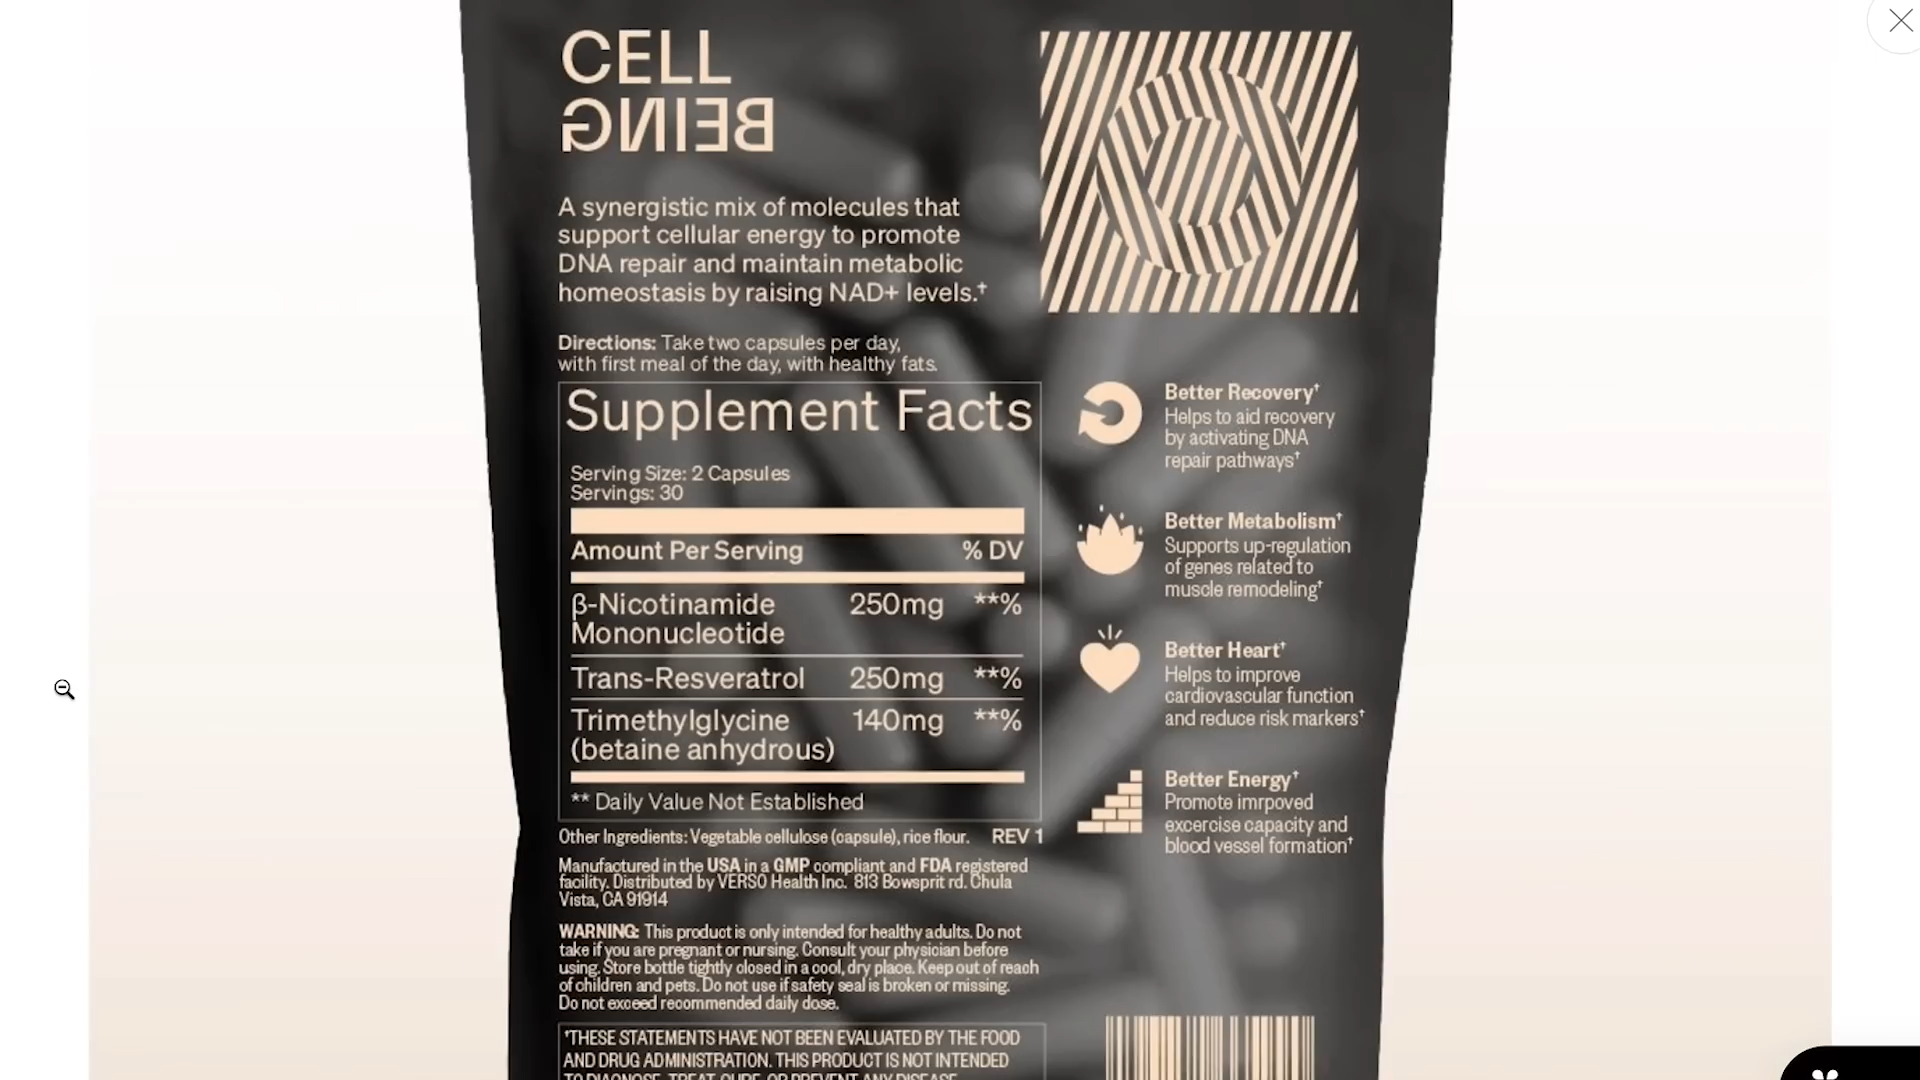 CELL
BEING
A synergistic mix of molecules that
support cellular energy to promote
DNA repair and maintain metabolic
homeostasis by raising NAD+ levels.†
Directions: Take two capsules per day,
with first meal of the day, with healthy fats.
Supplement Facts
Serving Size: 2 Capsules
Servings: 30
Amount Per Serving % DV
β-Nicotinamide 250mg **%
Mononucleotide
Trans-Resveratrol 250mg **%
Trimethylglycine 140mg **%
(betaine anhydrous)
** Daily Value Not Established
Other Ingredients: Vegetable cellulose (capsule), rice flour. REV 1
Manufactured in the USA in a GMP compliant and FDA registered
facility. Distributed by VERSO Health Inc. 813 Bowsprit rd. Chula
Vista, CA 91914
WARNING: This product is only intended for healthy adults. Do not
take if you are pregnant or nursing. Consult your physician before
using. Store bottle tightly closed in a cool, dry place. Keep out of reach
of children and pets. Do not use if safety seal is broken or missing.
Do not exceed recommended daily dose.
†THESE STATEMENTS HAVE NOT BEEN EVALUATED BY THE FOOD
AND DRUG ADMINISTRATION. THIS PRODUCT IS NOT INTENDED
TO DIAGNOSE, TREAT, CURE, OR PREVENT ANY DISEASE.
Better Recovery†
Helps to aid recovery
by activating DNA
repair pathways†
Better Metabolism†
Supports up-regulation
of genes related to
muscle remodeling†
Better Heart†
Helps to improve
cardiovascular function
and reduce risk markers†
Better Energy†
Promote imrpoved
excercise capacity and
blood vessel formation†